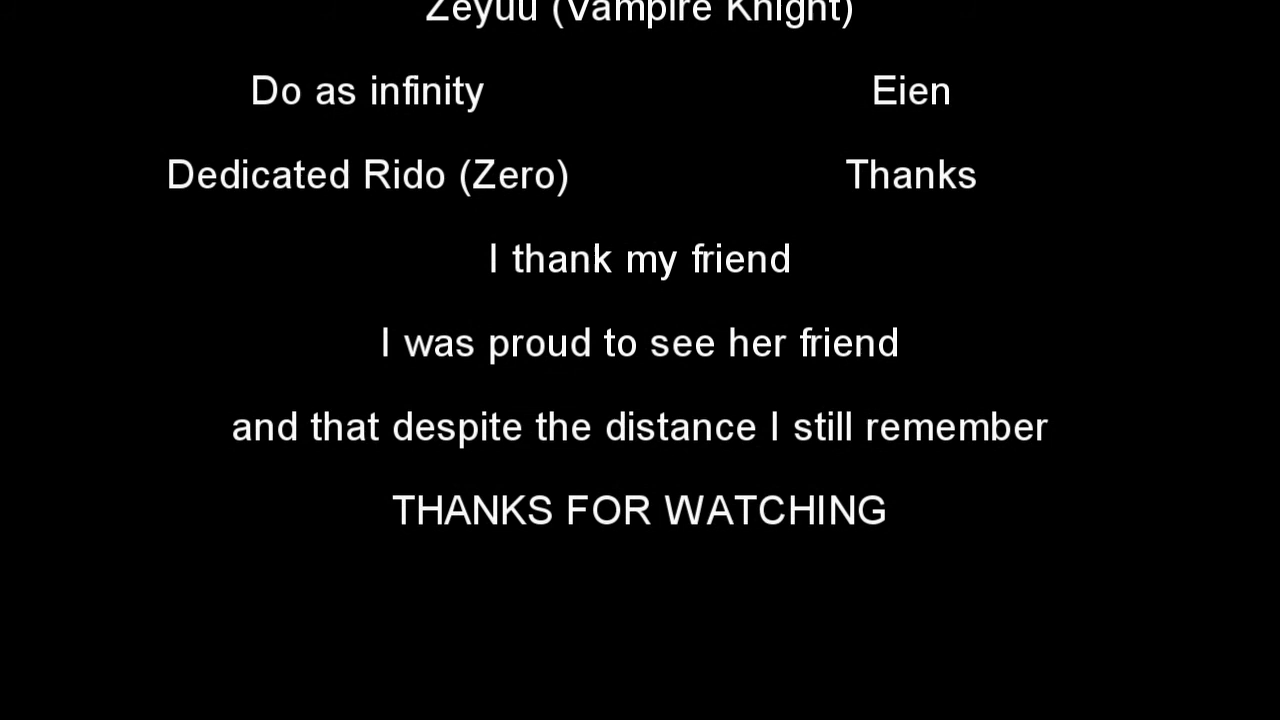 Zeyuu (Vampire Knight)
Do as infinity Eien
Dedicated Rido (Zero) Thanks
I thank my friend
I was proud to see her friend
and that despite the distance I still remember
THANKS FOR WATCHING